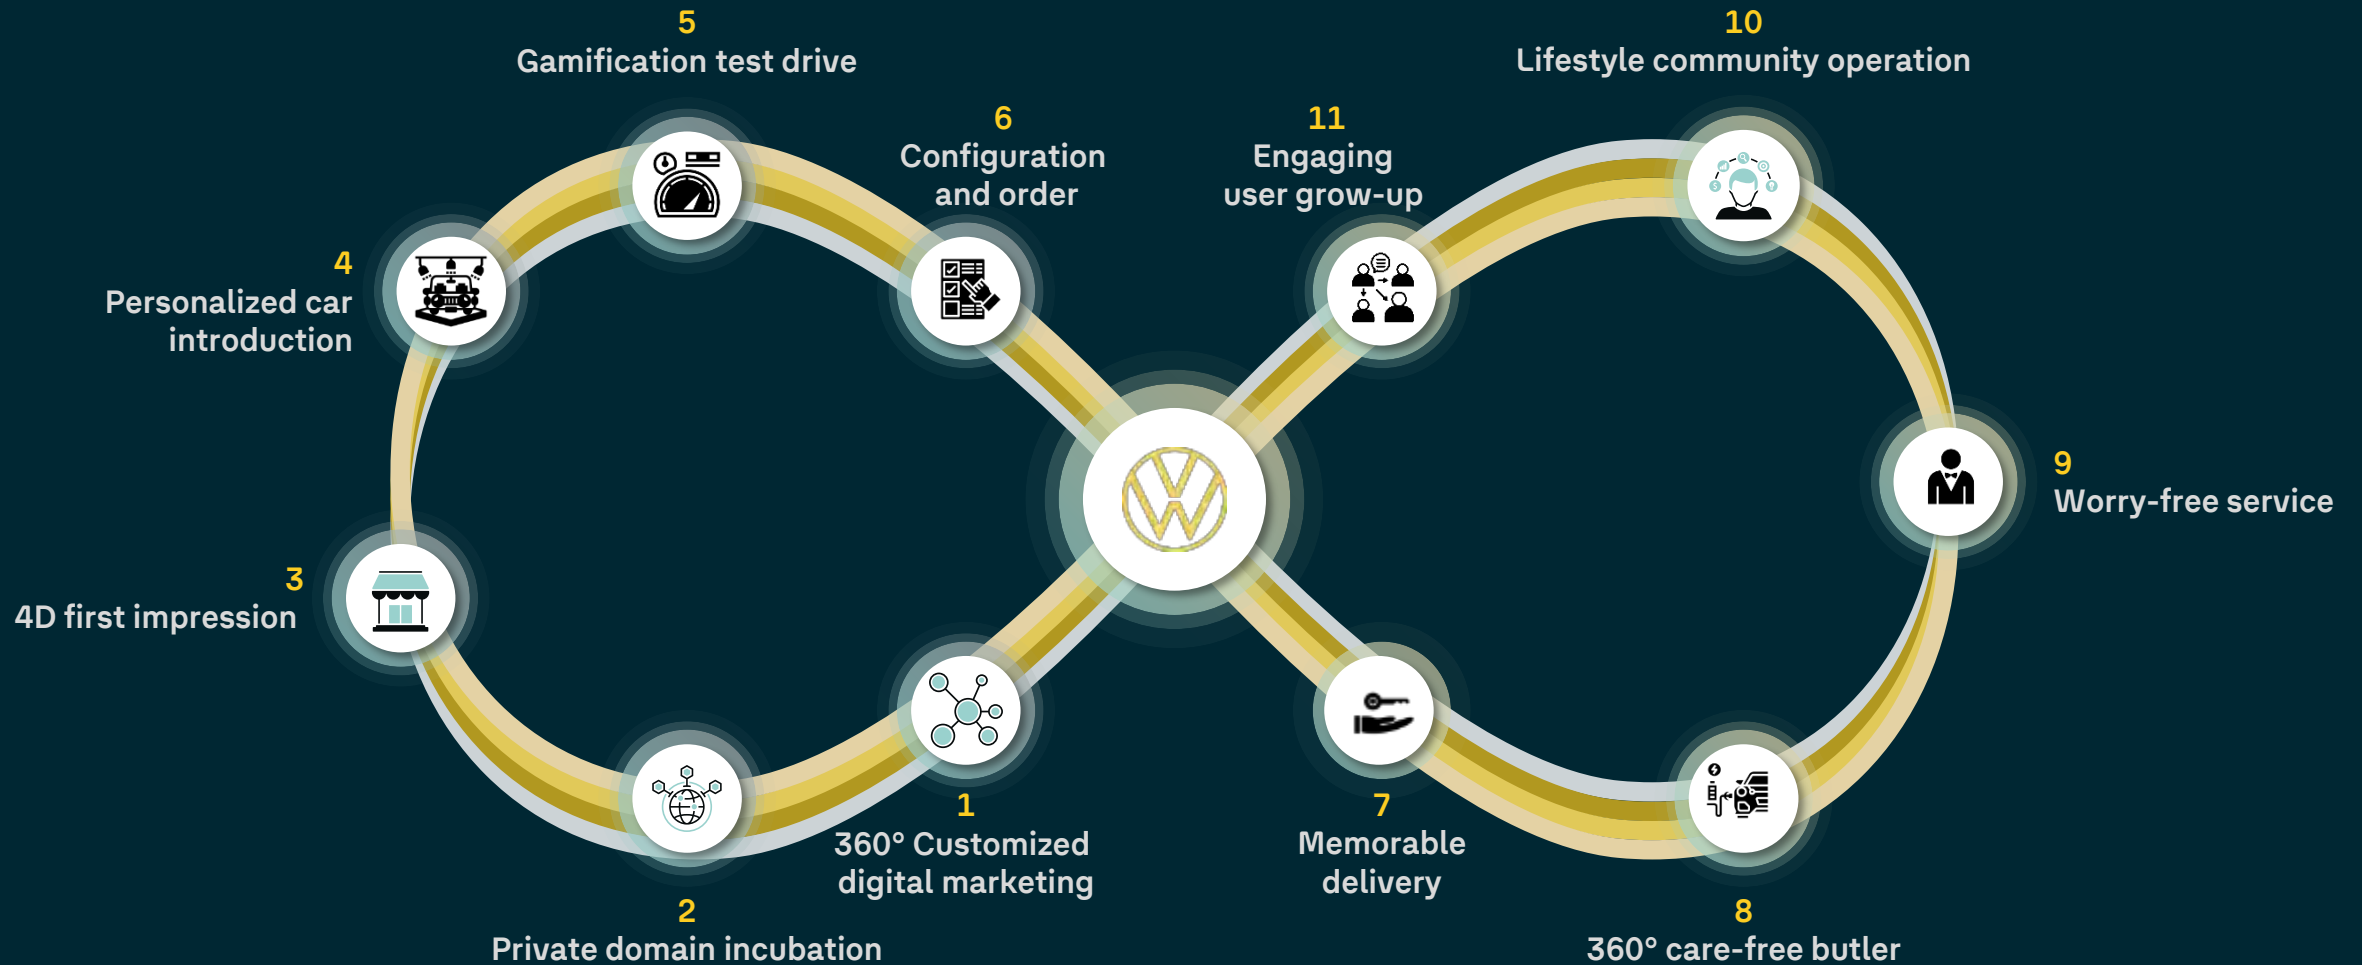 5
Gamification test drive
10
Lifestyle community operation
6
Configuration
and order
11
Engaging
user grow-up
4
Personalized car
introduction
9
Worry-free service
3
4D first impression
1
360° Customized
digital marketing
7
Memorable
delivery
2
Private domain incubation
8
360° care-free butler